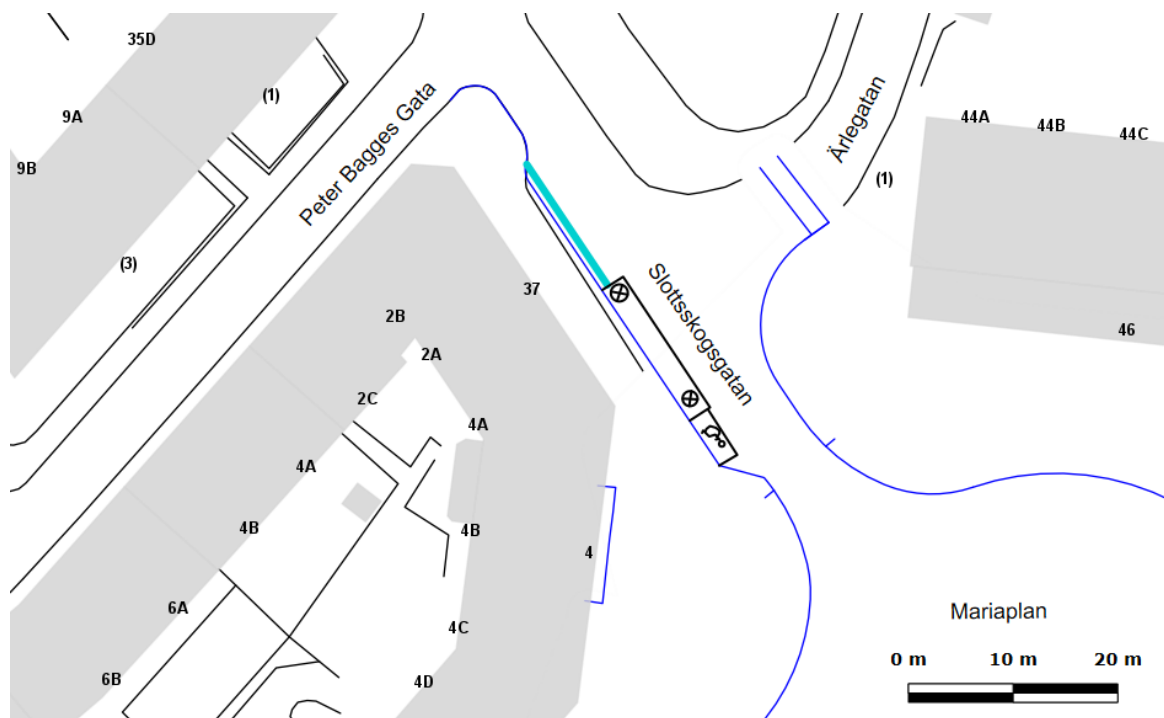 35D
9A
(1)
9B
Peter Bagges Gata
(3)
Ärlegatan
44A
44B
44C
(1)
37
Slottsskogsgatan
2B
2A
46
2C
4A
4A
4B
4B
4
6A
4C
6B
4D
Mariaplan
0 m 10 m 20 m